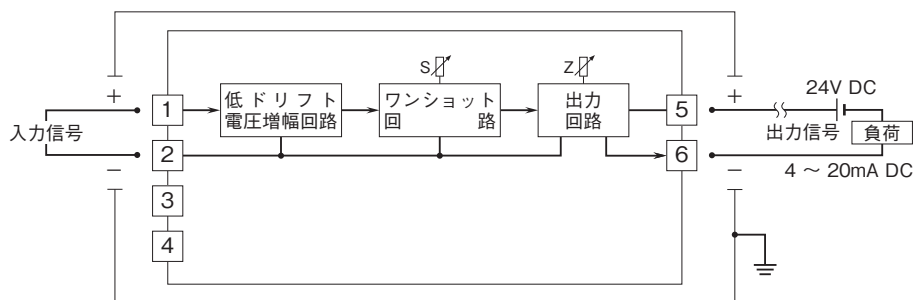 S
Z
24V DC
+
1
低ドリフト
電圧増幅回路
ワンショット
回路
出力
回路
5
+
入力信号
出力信号
負荷
2
6
−
−
4 ～ 20mA DC
3
4